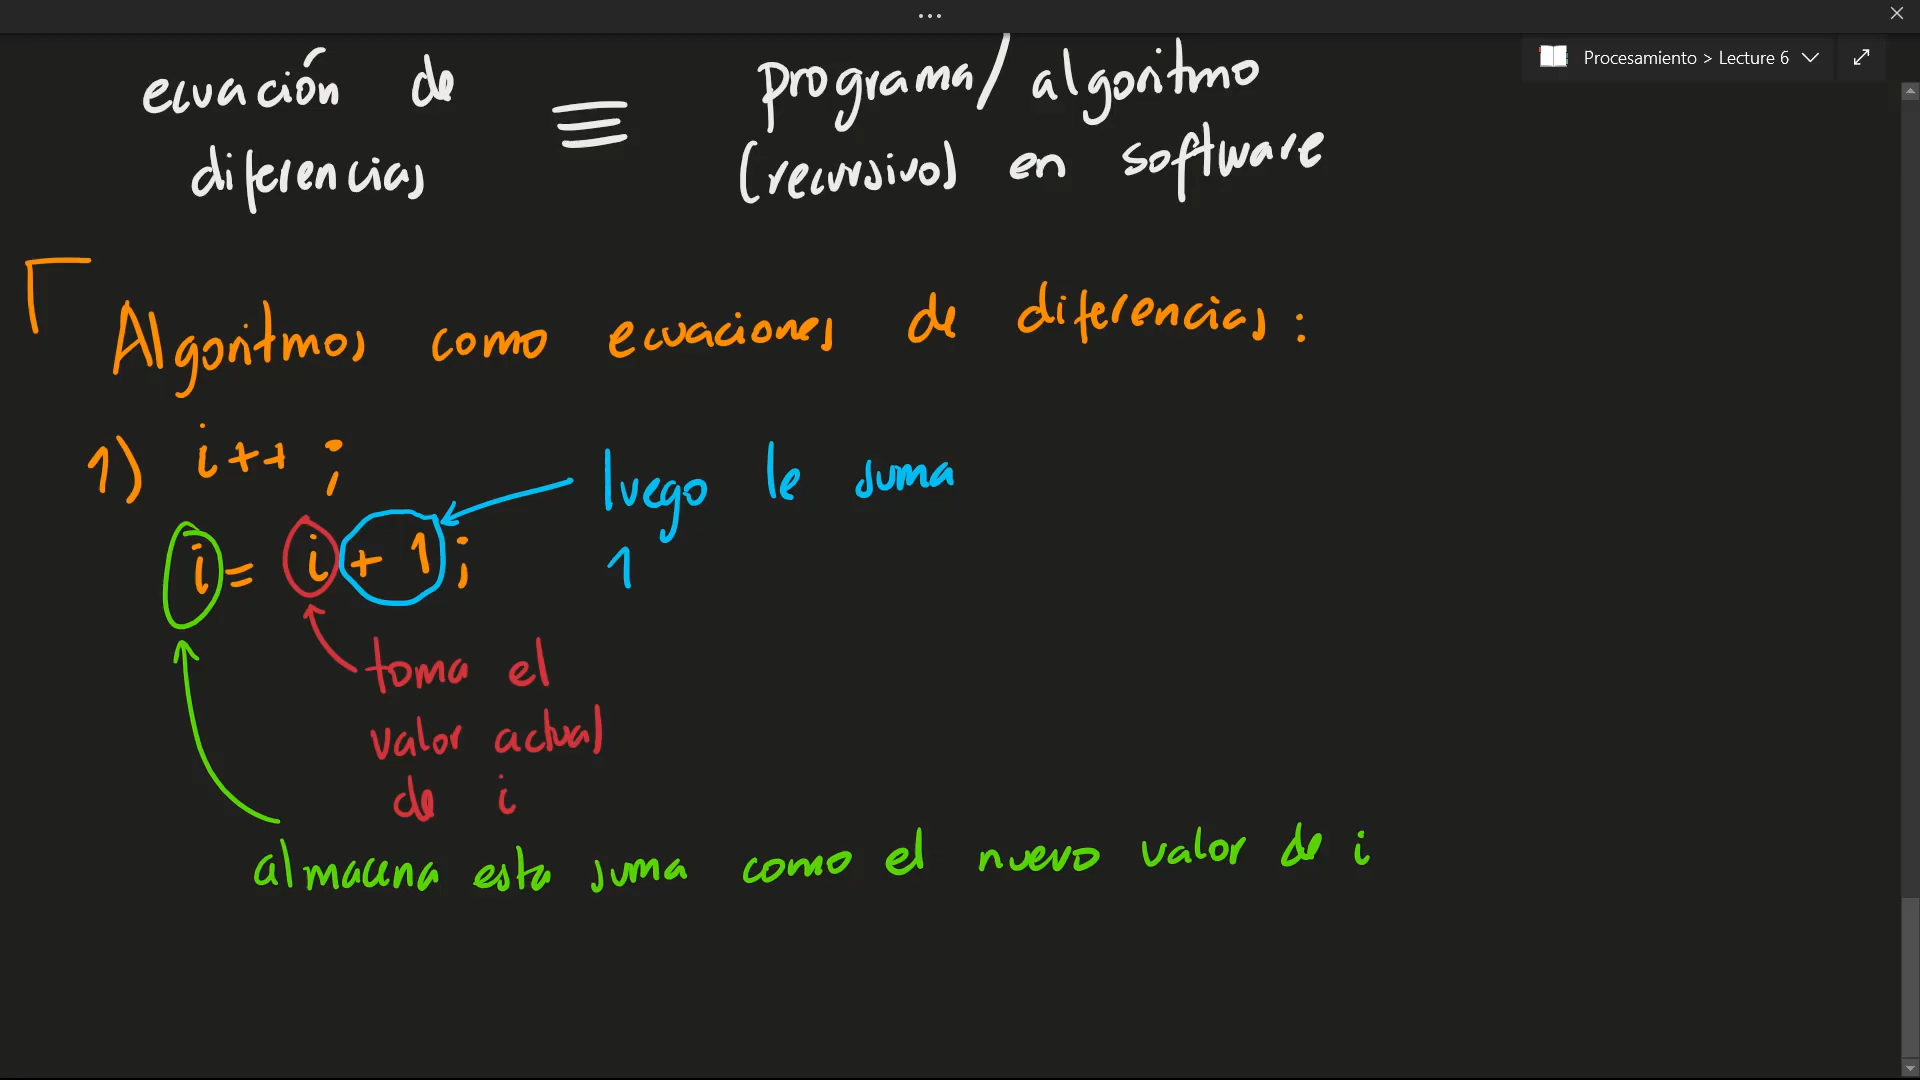 Procesamiento > Lecture 6
ecuación de ≡ programa/algoritmo
diferencias (recursivo) en software
Algoritmos como ecuaciones de diferencias:
1) i++;
luego le suma
1
i = i + 1;
toma el
valor actual
de i
almacena esta suma como el nuevo valor de i